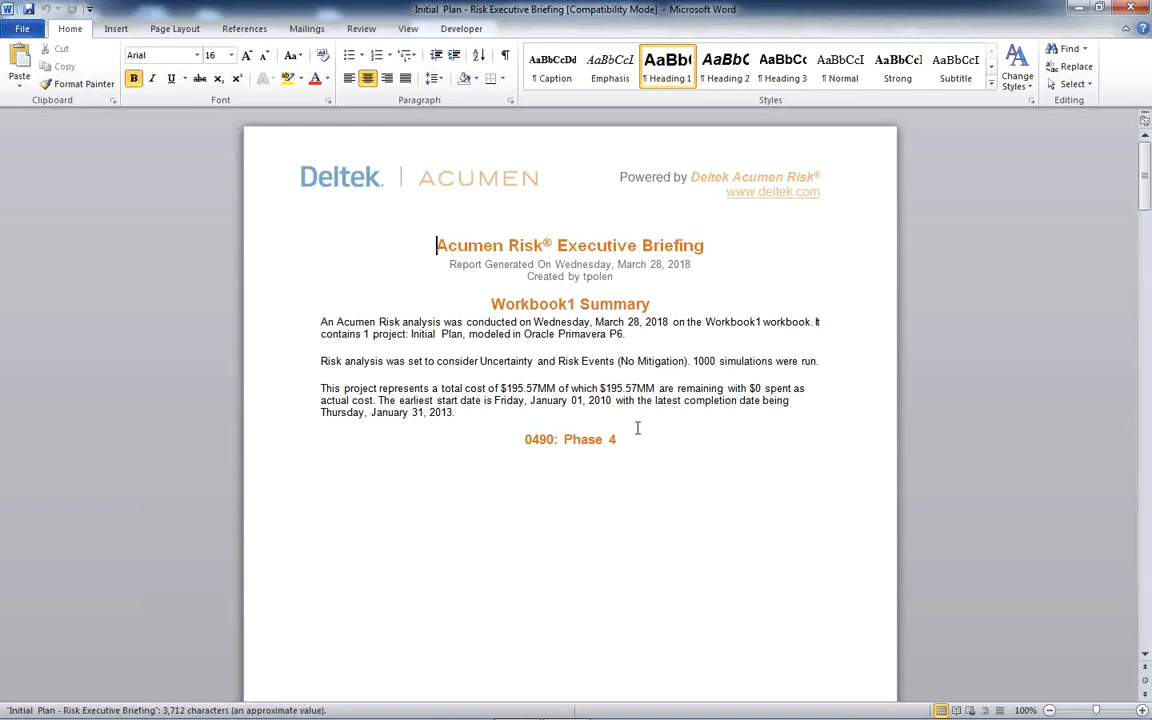 Initial Plan - Risk Executive Briefing [Compatibility Mode] - Microsoft Word
File Home Insert Page Layout References Mailings Review View Developer
Paste
Cut
Copy
Format Painter
Clipboard
Arial 16
Font
Paragraph
AaBbCcDd AaBbCcI AaBb( AaBbCc AaBbCc AaBbCcI AaBbCc AaBbCcI
¶ Caption Emphasis ¶ Heading 1 ¶ Heading 2 ¶ Heading 3 ¶ Normal Strong Subtitle
Styles
Change Styles
Find
Replace
Select
Editing
Deltek. | ACUMEN
Powered by Deltek Acumen Risk®
www.deltek.com
Acumen Risk® Executive Briefing
Report Generated On Wednesday, March 28, 2018
Created by tpolen
Workbook1 Summary
An Acumen Risk analysis was conducted on Wednesday, March 28, 2018 on the Workbook1 workbook. It
contains 1 project: Initial Plan, modeled in Oracle Primavera P6.
Risk analysis was set to consider Uncertainty and Risk Events (No Mitigation). 1000 simulations were run.
This project represents a total cost of $195.57MM of which $195.57MM are remaining with $0 spent as
actual cost. The earliest start date is Friday, January 01, 2010 with the latest completion date being
Thursday, January 31, 2013.
0490: Phase 4
"Initial Plan - Risk Executive Briefing": 3,712 characters (an approximate value).
100%